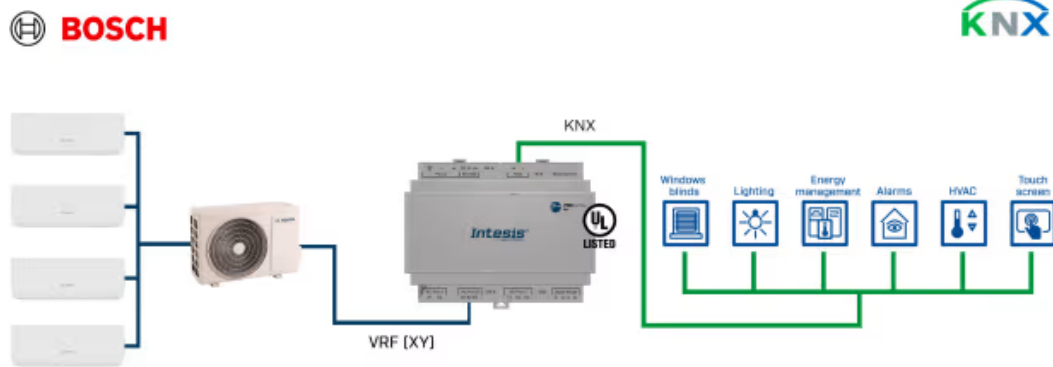 BOSCH
KNX
KNX
Windows
blinds
Lighting
Energy
management
Alarms
HVAC
Touch
screen
Intesis
UL
LISTED
VRF [XY]